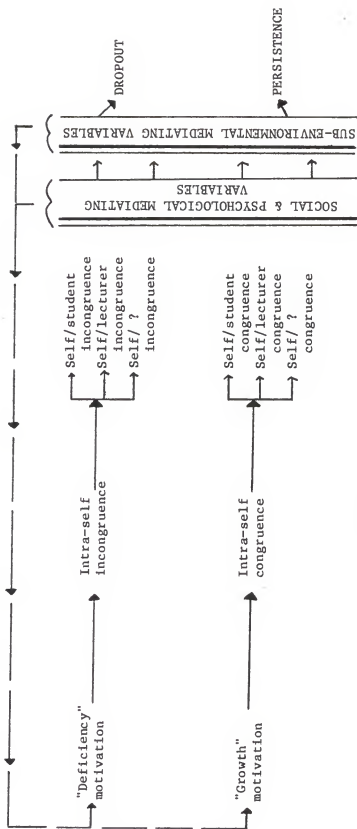 "Deficiency"
motivation
Intra-self
incongruence
Self/student
incongruence
Self/lecturer
incongruence
Self/ ?
incongruence
"Growth"
motivation
Intra-self
congruence
Self/student
congruence
Self/lecturer
congruence
Self/ ?
congruence
SOCIAL & PSYCHOLOGICAL MEDIATING
VARIABLES
SUB-ENVIRONMENTAL MEDIATING VARIABLES
DROPOUT
PERSISTENCE